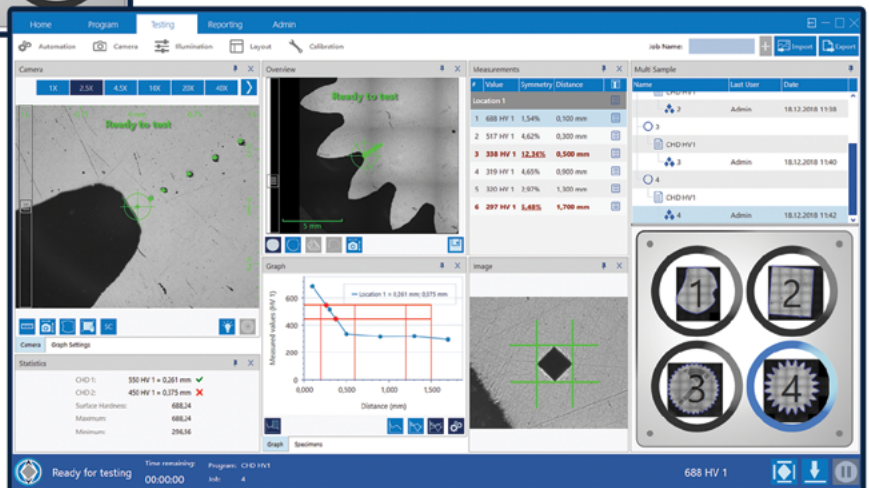 Home Program Testing Reporting Admin
Automation Camera Illumination Layout Calibration Job Name: Import Export
Camera
1X 2.5X 4.5X 10X 20X 40X
Ready to test
Camera Graph Settings
Statistics
CHD 1: 550 HV 1 = 0,261 mm
CHD 2: 450 HV 1 = 0,375 mm
Surface Hardness: 688,24
Maximum: 688,24
Minimum: 296,56
Overview
Ready to test
5 mm
Graph
Location 1 = 0,261 mm; 0,375 mm
Measured values (HV 1)
600
400
200
0
0,000 0,500 1,000 1,500
Distance (mm)
Graph Specimens
Measurements
# Value Symmetry Distance
Location 1
1 688 HV 1 1,54% 0,100 mm
2 517 HV 1 4,62% 0,300 mm
3 338 HV 1 12,36% 0,500 mm
4 319 HV 1 4,65% 0,900 mm
5 320 HV 1 2,97% 1,300 mm
6 297 HV 1 5,48% 1,700 mm
Image
Multi Sample
Name Last User Date
CHD HV1
2 Admin 18.12.2018 11:38
3
CHD HV1
3 Admin 18.12.2018 11:40
4
CHD HV1
4 Admin 18.12.2018 11:42
1 2
3 4
Ready for testing
Time remaining: 00:00:00
Program: CHD HV1
Job: 4
688 HV 1